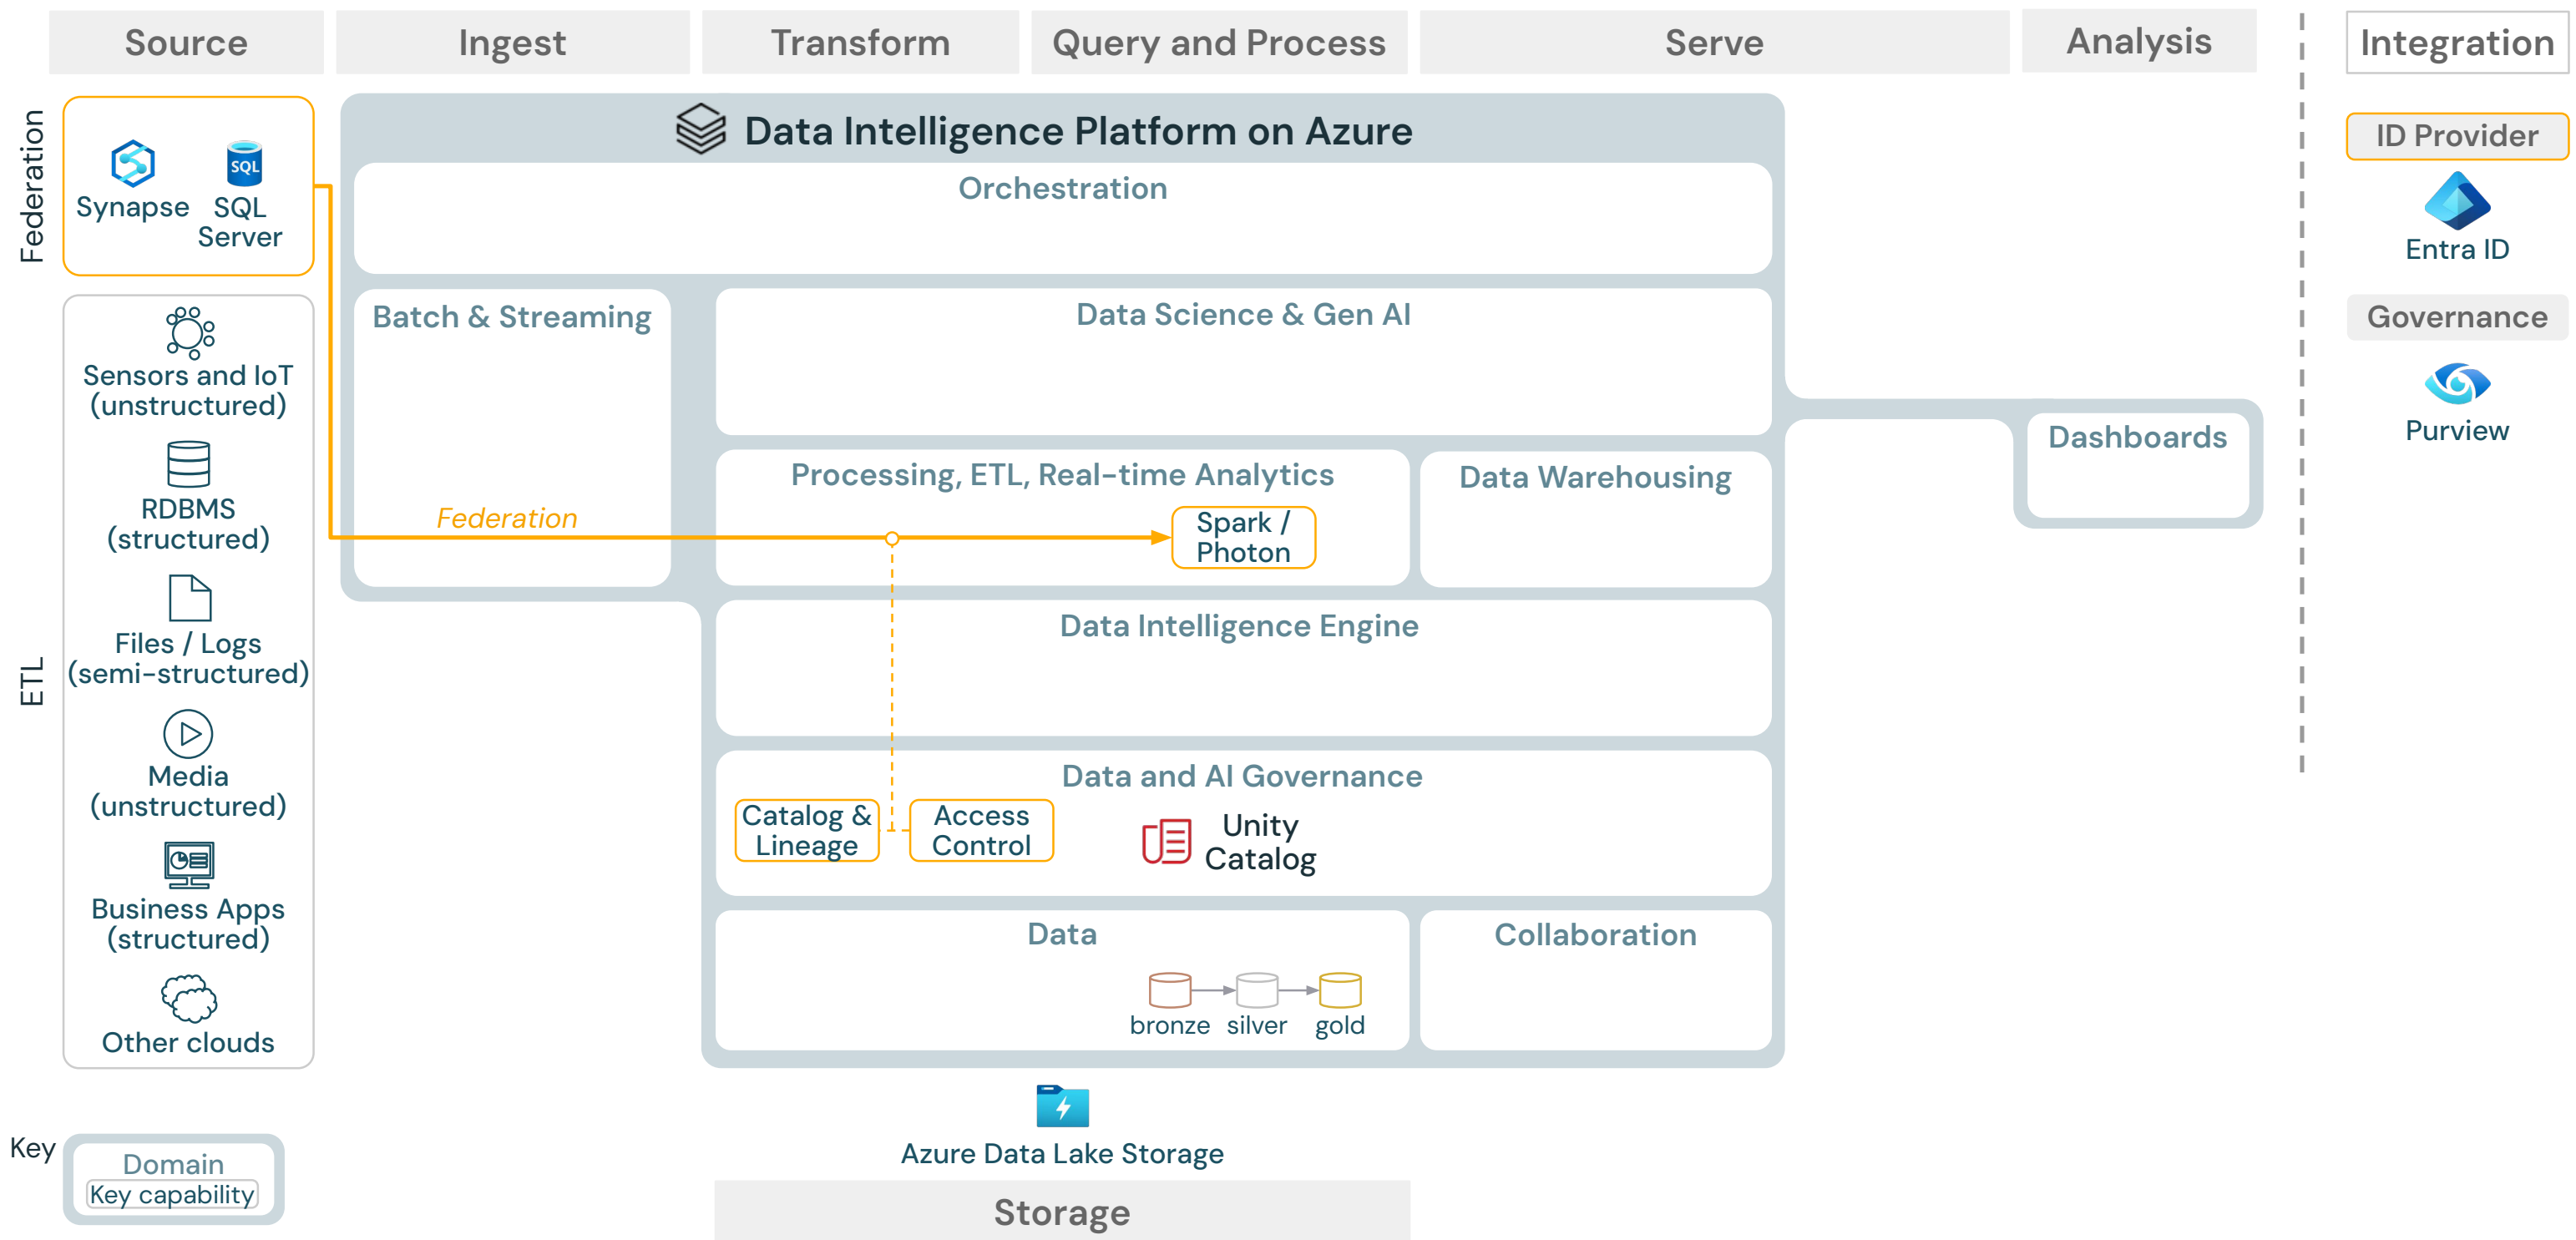 Source
Ingest
Transform
Query and Process
Serve
Analysis
Integration
Federation
Synapse
SQL
SQL
Server
ETL
Sensors and IoT
(unstructured)
RDBMS
(structured)
Files / Logs
(semi-structured)
Media
(unstructured)
Business Apps
(structured)
Other clouds
Data Intelligence Platform on Azure
Orchestration
Batch & Streaming
Data Science & Gen AI
Processing, ETL, Real-time Analytics
Data Warehousing
Federation
Spark /
Photon
Data Intelligence Engine
Data and AI Governance
Catalog &
Lineage
Access
Control
Unity
Catalog
Data
bronze
silver
gold
Collaboration
Dashboards
ID Provider
Entra ID
Governance
Purview
Azure Data Lake Storage
Storage
Key
Domain
Key capability